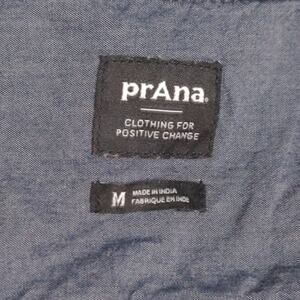 prAna.
CLOTHING FOR
POSITIVE CHANGE
M
MADE IN INDIA
FABRIQUE EN INDE